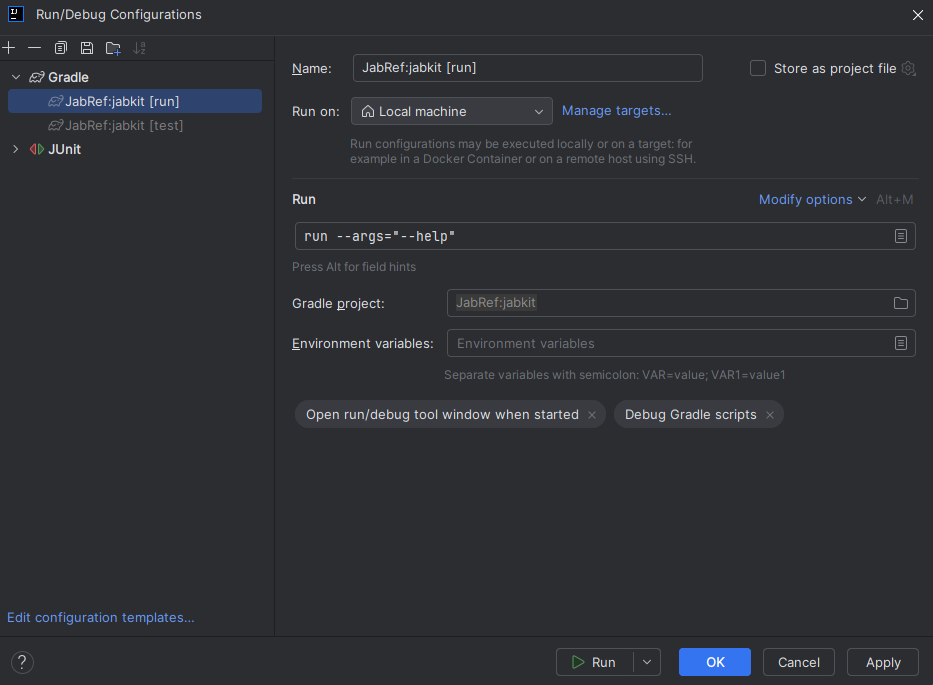 Run/Debug Configurations
Gradle
JabRef:jabkit [run]
JabRef:jabkit [test]
JUnit
Edit configuration templates...
Name:
JabRef:jabkit [run]
Store as project file
Run on:
Local machine
Manage targets...
Run configurations may be executed locally or on a target: for
example in a Docker Container or on a remote host using SSH.
Run
Modify options
Alt+M
run --args="--help"
Press Alt for field hints
Gradle project:
JabRef:jabkit
Environment variables:
Environment variables
Separate variables with semicolon: VAR=value; VAR1=value1
Open run/debug tool window when started ×
Debug Gradle scripts ×
?
Run
OK
Cancel
Apply